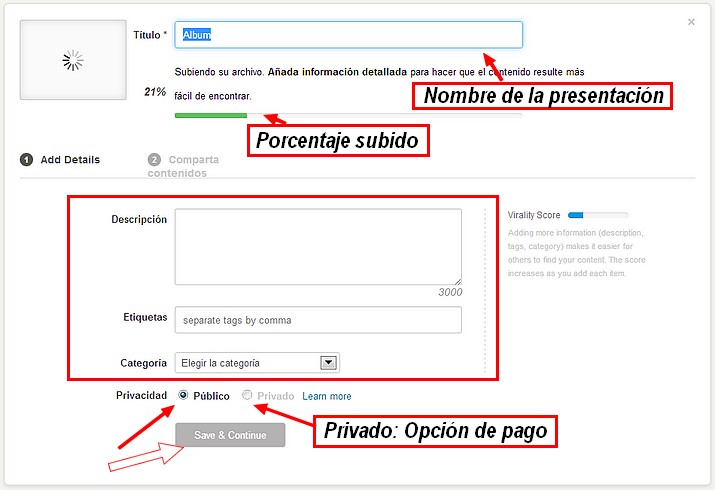 Título *
Album
×
Subiendo su archivo. Añada información detallada para hacer que el contenido resulte más
fácil de encontrar.
21%
Nombre de la presentación
Porcentaje subido
1 Add Details
2 Comparta
contenidos
Descripción
3000
Etiquetas
separate tags by comma
Categoría
Elegir la categoría
Virality Score
Adding more information (description,
tags, category) makes it easier for
others to find your content. The score
increases as you add each item.
Privacidad
Público
Privado
Learn more
Privado: Opción de pago
Save & Continue